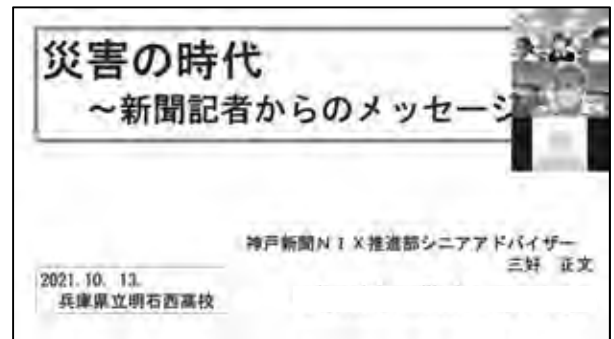 災害の時代
～新聞記者からのメッセージ
神戸新聞ＮＩＸ推進部シニアアドバイザー
三好 正文
2021. 10. 13.
兵庫県立明石西高校